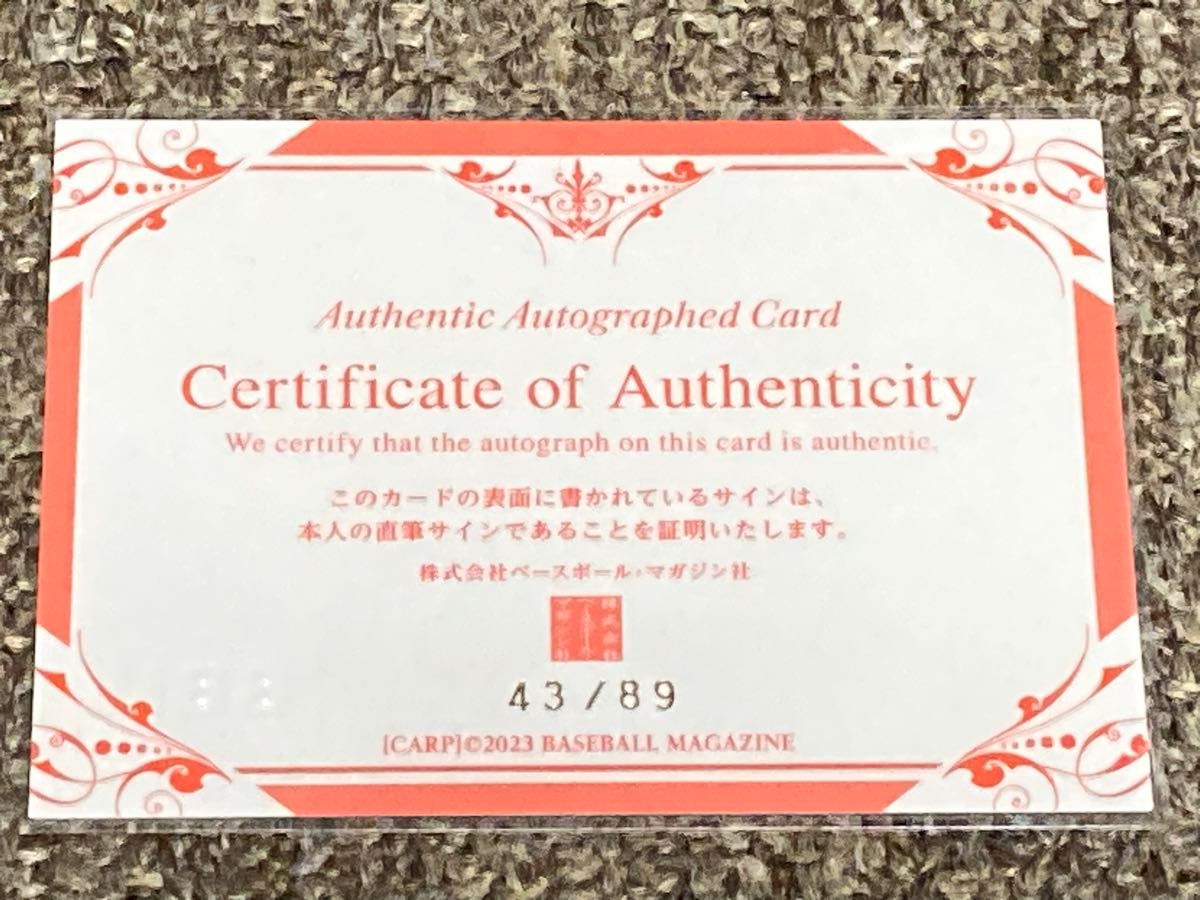 Authentic Autographed Card
Certificate of Authenticity
We certify that the autograph on this card is authentic.
このカードの表面に書かれているサインは、
本人の直筆サインであることを証明いたします。
株式会社ベースボール・マガジン社
43/89
[CARP]©2023 BASEBALL MAGAZINE